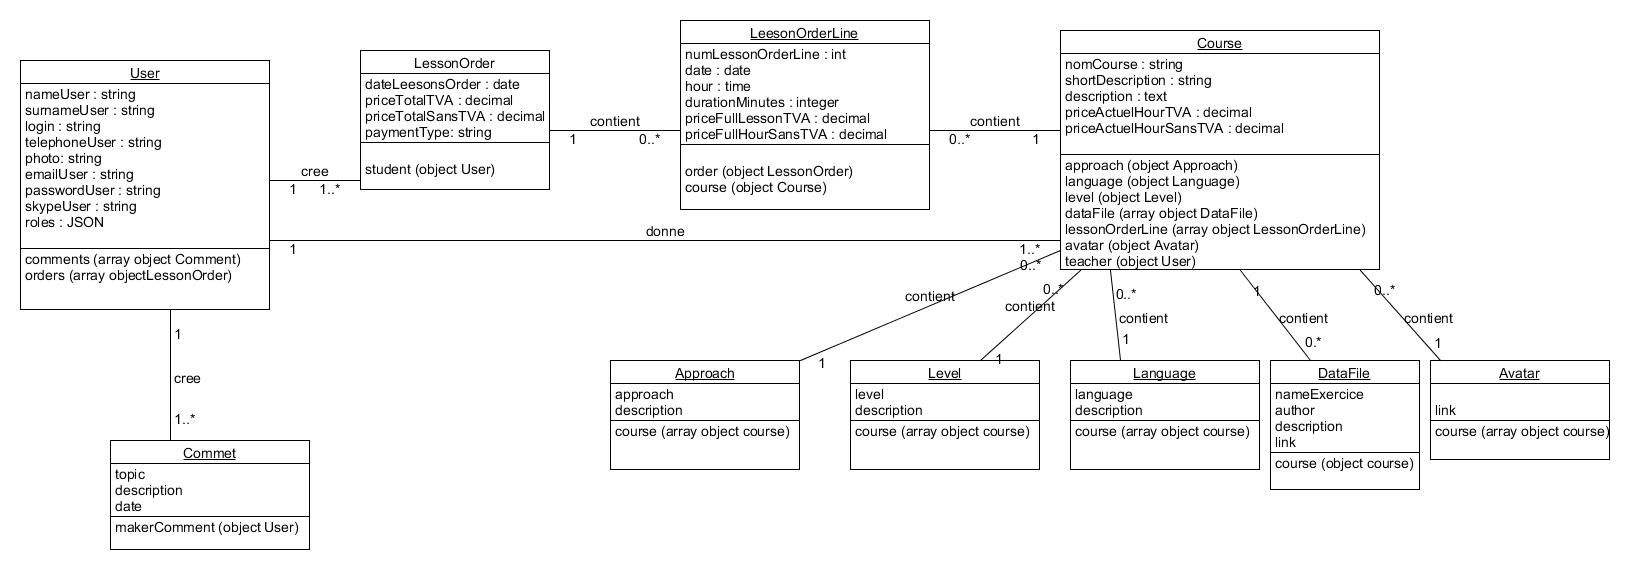 User
nameUser : string
surnameUser : string
login : string
telephoneUser : string
photo: string
emailUser : string
passwordUser : string
skypeUser : string
roles : JSON
comments (array object Comment)
orders (array objectLessonOrder)
cree
1
1..*
LessonOrder
dateLeesonsOrder : date
priceTotalTVA : decimal
priceTotalSansTVA : decimal
paymentType: string
student (object User)
contient
1
0..*
LeesonOrderLine
numLessonOrderLine : int
date : date
hour : time
durationMinutes : integer
priceFullLessonTVA : decimal
priceFullHourSansTVA : decimal
order (object LessonOrder)
course (object Course)
contient
0..*
1
Course
nomCourse : string
shortDescription : string
description : text
priceActuelHourTVA : decimal
priceActuelHourSansTVA : decimal
approach (object Approach)
language (object Language)
level (object Level)
dataFile (array object DataFile)
lessonOrderLine (array object LessonOrderLine)
avatar (object Avatar)
teacher (object User)
donne
1
1..*
0..*
contient
1
0..*
contient
1
0..*
contient
1
1
contient
0..*
0..*
contient
1
Approach
approach
description
course (array object course)
Level
level
description
course (array object course)
Language
language
description
course (array object course)
DataFile
nameExercice
author
description
link
course (object course)
Avatar
link
course (array object course)
1
cree
1..*
Commet
topic
description
date
makerComment (object User)